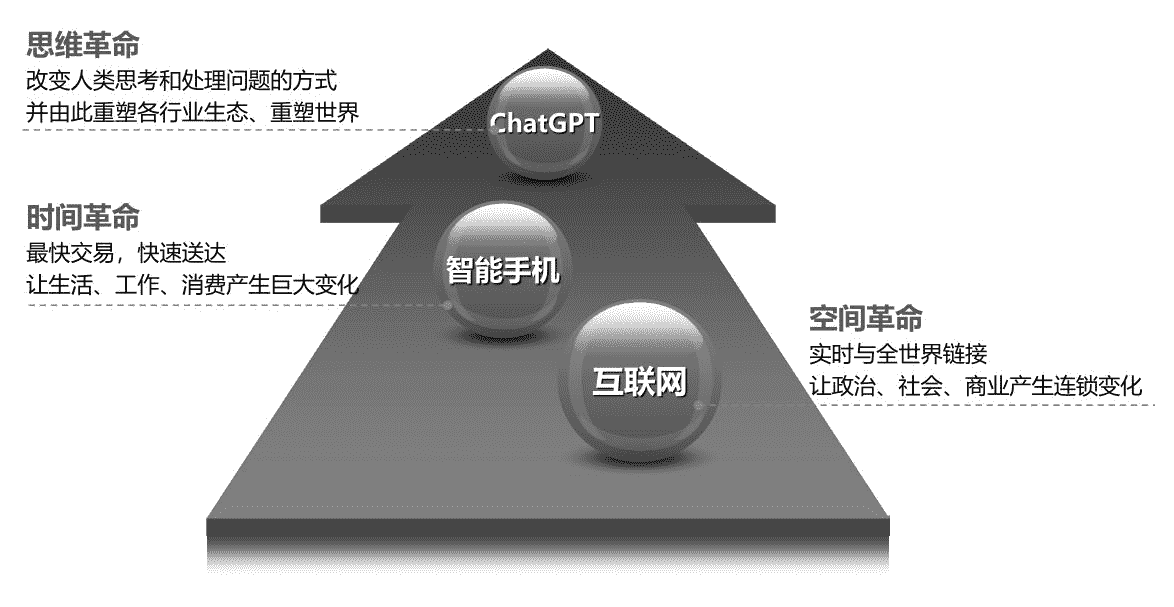 思维革命
改变人类思考和处理问题的方式
并由此重塑各行业生态、重塑世界
ChatGPT
时间革命
最快交易，快速送达
让生活、工作、消费产生巨大变化
智能手机
空间革命
实时与全世界链接
让政治、社会、商业产生连锁变化
互联网